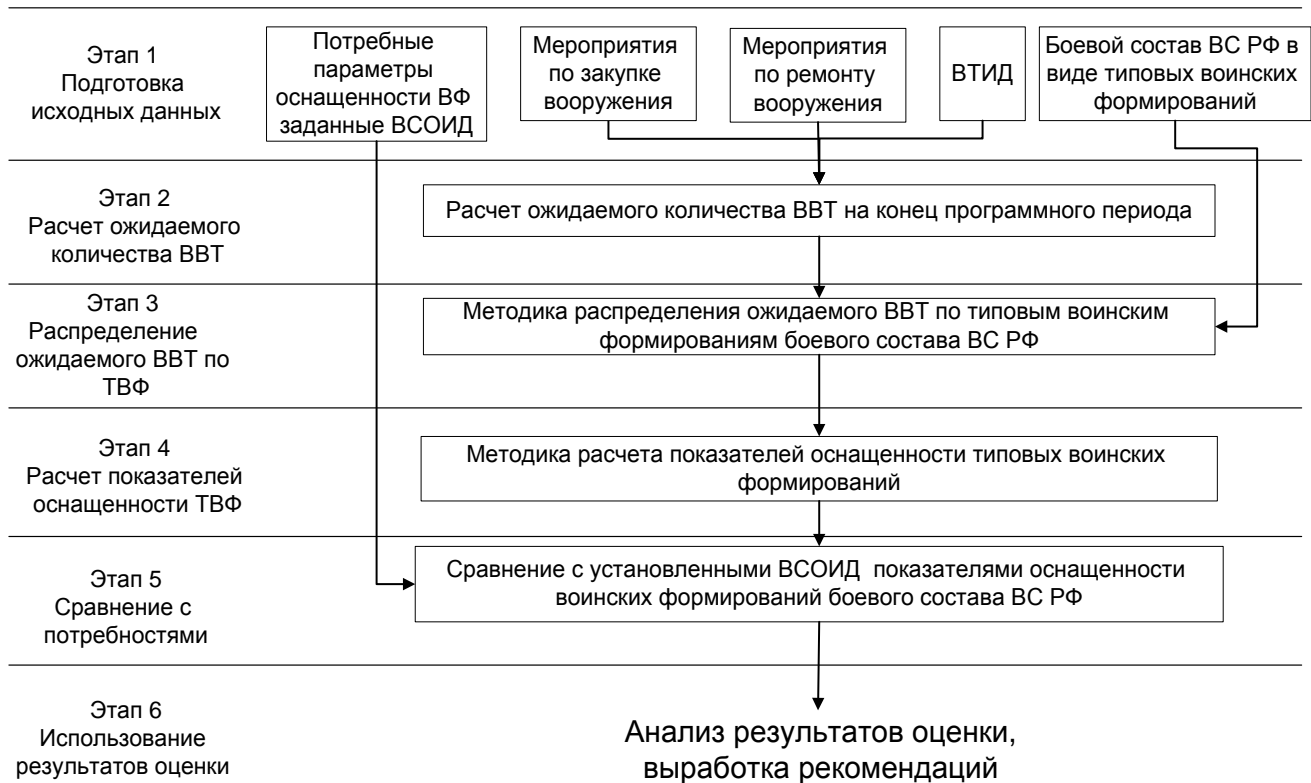 Этап 1
Подготовка
исходных данных
Потребные
параметры
оснащенности ВФ
заданные ВСОИД
Мероприятия
по закупке
вооружения
Мероприятия
по ремонту
вооружения
ВТИД
Боевой состав ВС РФ в
виде типовых воинских
формирований
Этап 2
Расчет ожидаемого
количества ВВТ
Расчет ожидаемого количества ВВТ на конец программного периода
Этап 3
Распределение
ожидаемого ВВТ по
ТВФ
Методика распределения ожидаемого ВВТ по типовым воинским
формированиям боевого состава ВС РФ
Этап 4
Расчет показателей
оснащенности ТВФ
Методика расчета показателей оснащенности типовых воинских
формирований
Этап 5
Сравнение с
потребностями
Сравнение с установленными ВСОИД показателями оснащенности
воинских формирований боевого состава ВС РФ
Этап 6
Использование
результатов оценки
Анализ результатов оценки,
выработка рекомендаций